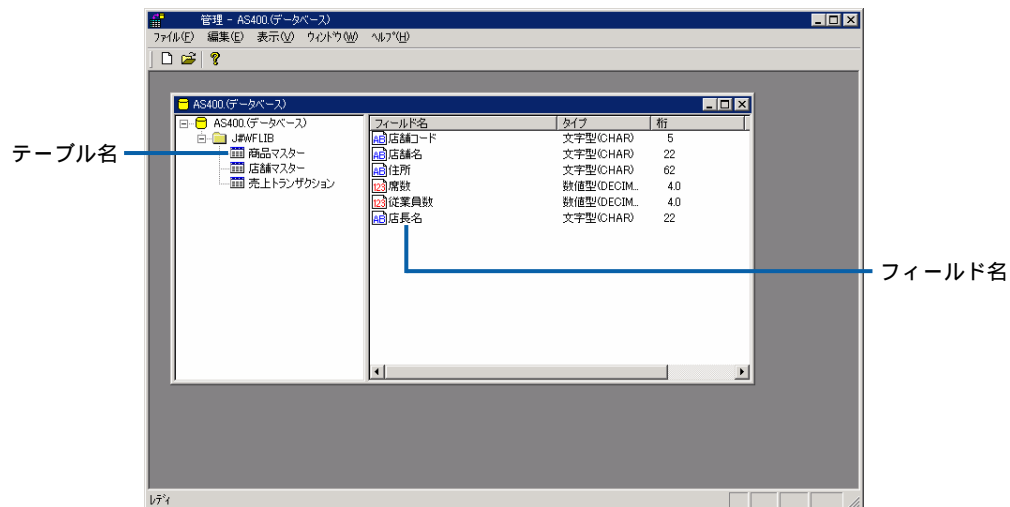 管理 - AS400.(データベース)
ファイル(F) 編集(E) 表示(V) ウィンドウ(W) ヘルプ(H)
AS400.(データベース)
AS400.(データベース)
J#WFLIB
商品マスター
店舗マスター
売上トランザクション
テーブル名
フィールド名 タイプ 桁
店舗コード 文字型(CHAR) 5
店舗名 文字型(CHAR) 22
住所 文字型(CHAR) 62
席数 数値型(DECIM... 4.0
従業員数 数値型(DECIM... 4.0
店長名 文字型(CHAR) 22
フィールド名
レディ